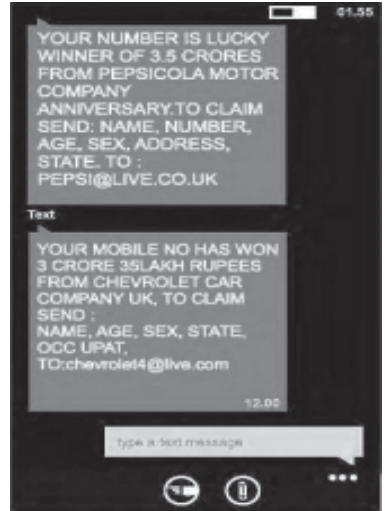 01.55
YOUR NUMBER IS LUCKY
WINNER OF 3.5 CRORES
FROM PEPSICOLA MOTOR
COMPANY
ANNIVERSARY.TO CLAIM
SEND: NAME, NUMBER,
AGE, SEX, ADDRESS,
STATE. TO :
PEPSI@LIVE.CO.UK
Text
YOUR MOBILE NO HAS WON
3 CRORE 35LAKH RUPEES
FROM CHEVROLET CAR
COMPANY UK, TO CLAIM
SEND :
NAME, AGE, SEX, STATE,
OCC UPAT,
TO:chevrolet4@live.com
12.00
type a text message